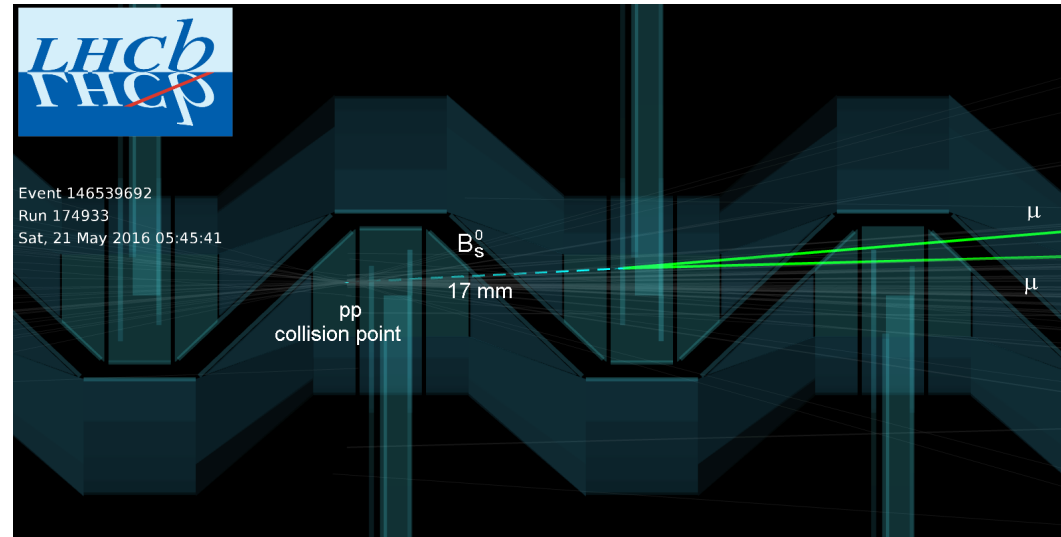 LHCb
LHCb
Event 146539692
Run 174933
Sat, 21 May 2016 05:45:41
B⁰ₛ
17 mm
pp
collision point
μ
μ